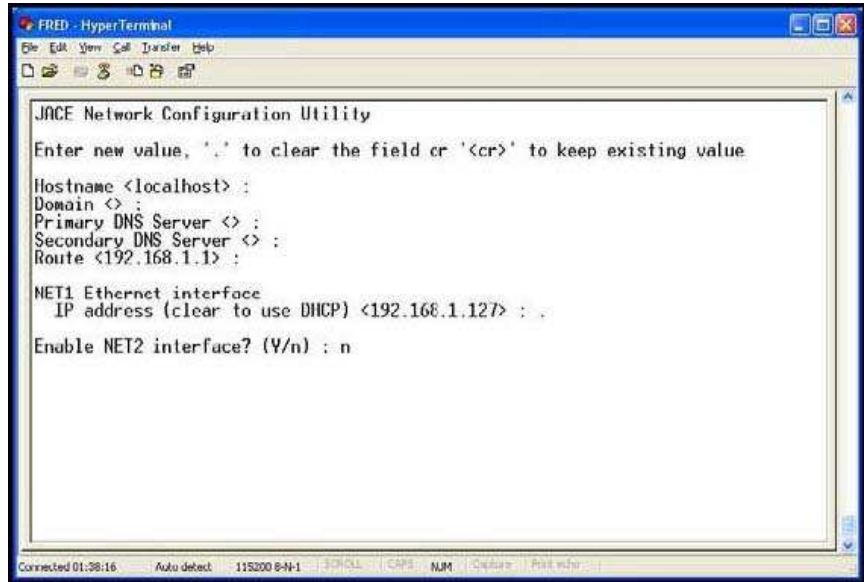 FRED - HyperTerminal
File Edit View Call Transfer Help
JACE Network Configuration Utility
Enter new value, '.' to clear the field or '<cr>' to keep existing value
Hostname <localhost> :
Domain <> :
Primary DNS Server <> :
Secondary DNS Server <> :
Route <192.168.1.1> :
NET1 Ethernet interface
IP address (clear to use DHCP) <192.168.1.127> : .
Enable NET2 interface? (Y/n) : n
Connected 01:38:16 Auto detect 115200 8-N-1 SCROLL CAPS NUM Capture Print echo